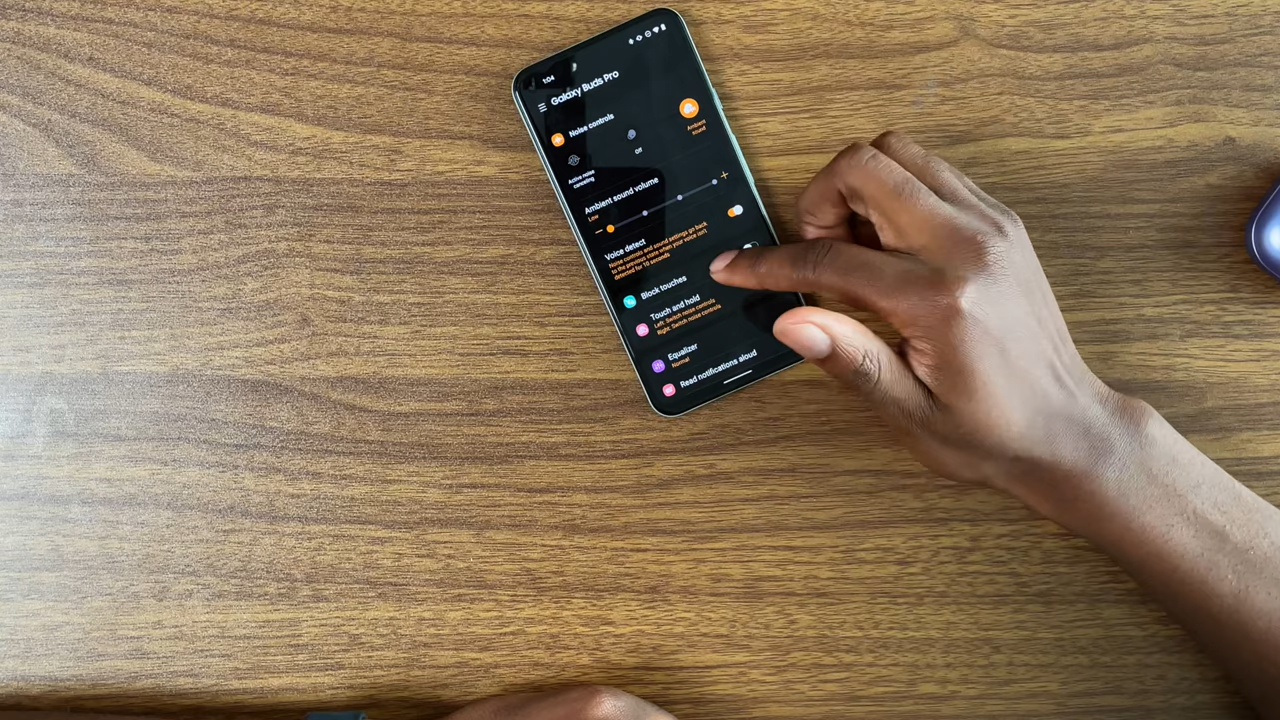 1:04
Galaxy Buds Pro
Noise controls
Active noise
canceling
Off
Ambient
sound
Ambient sound volume
Low
Voice detect
Noise controls and sound settings go back
to the previous state when your voice isn't
detected for 10 seconds
Block touches
Touch and hold
Left: Switch noise controls
Right: Switch noise controls
Equalizer
Normal
Read notifications aloud